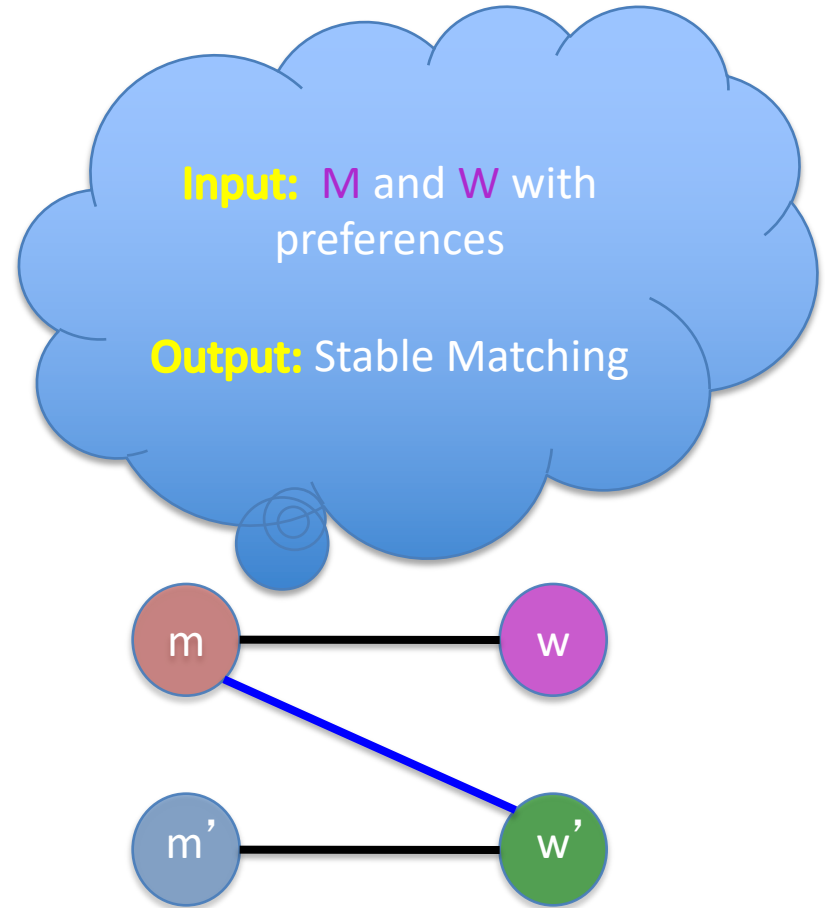 Input: M and W with
preferences
Output: Stable Matching
m
w
m’
w’